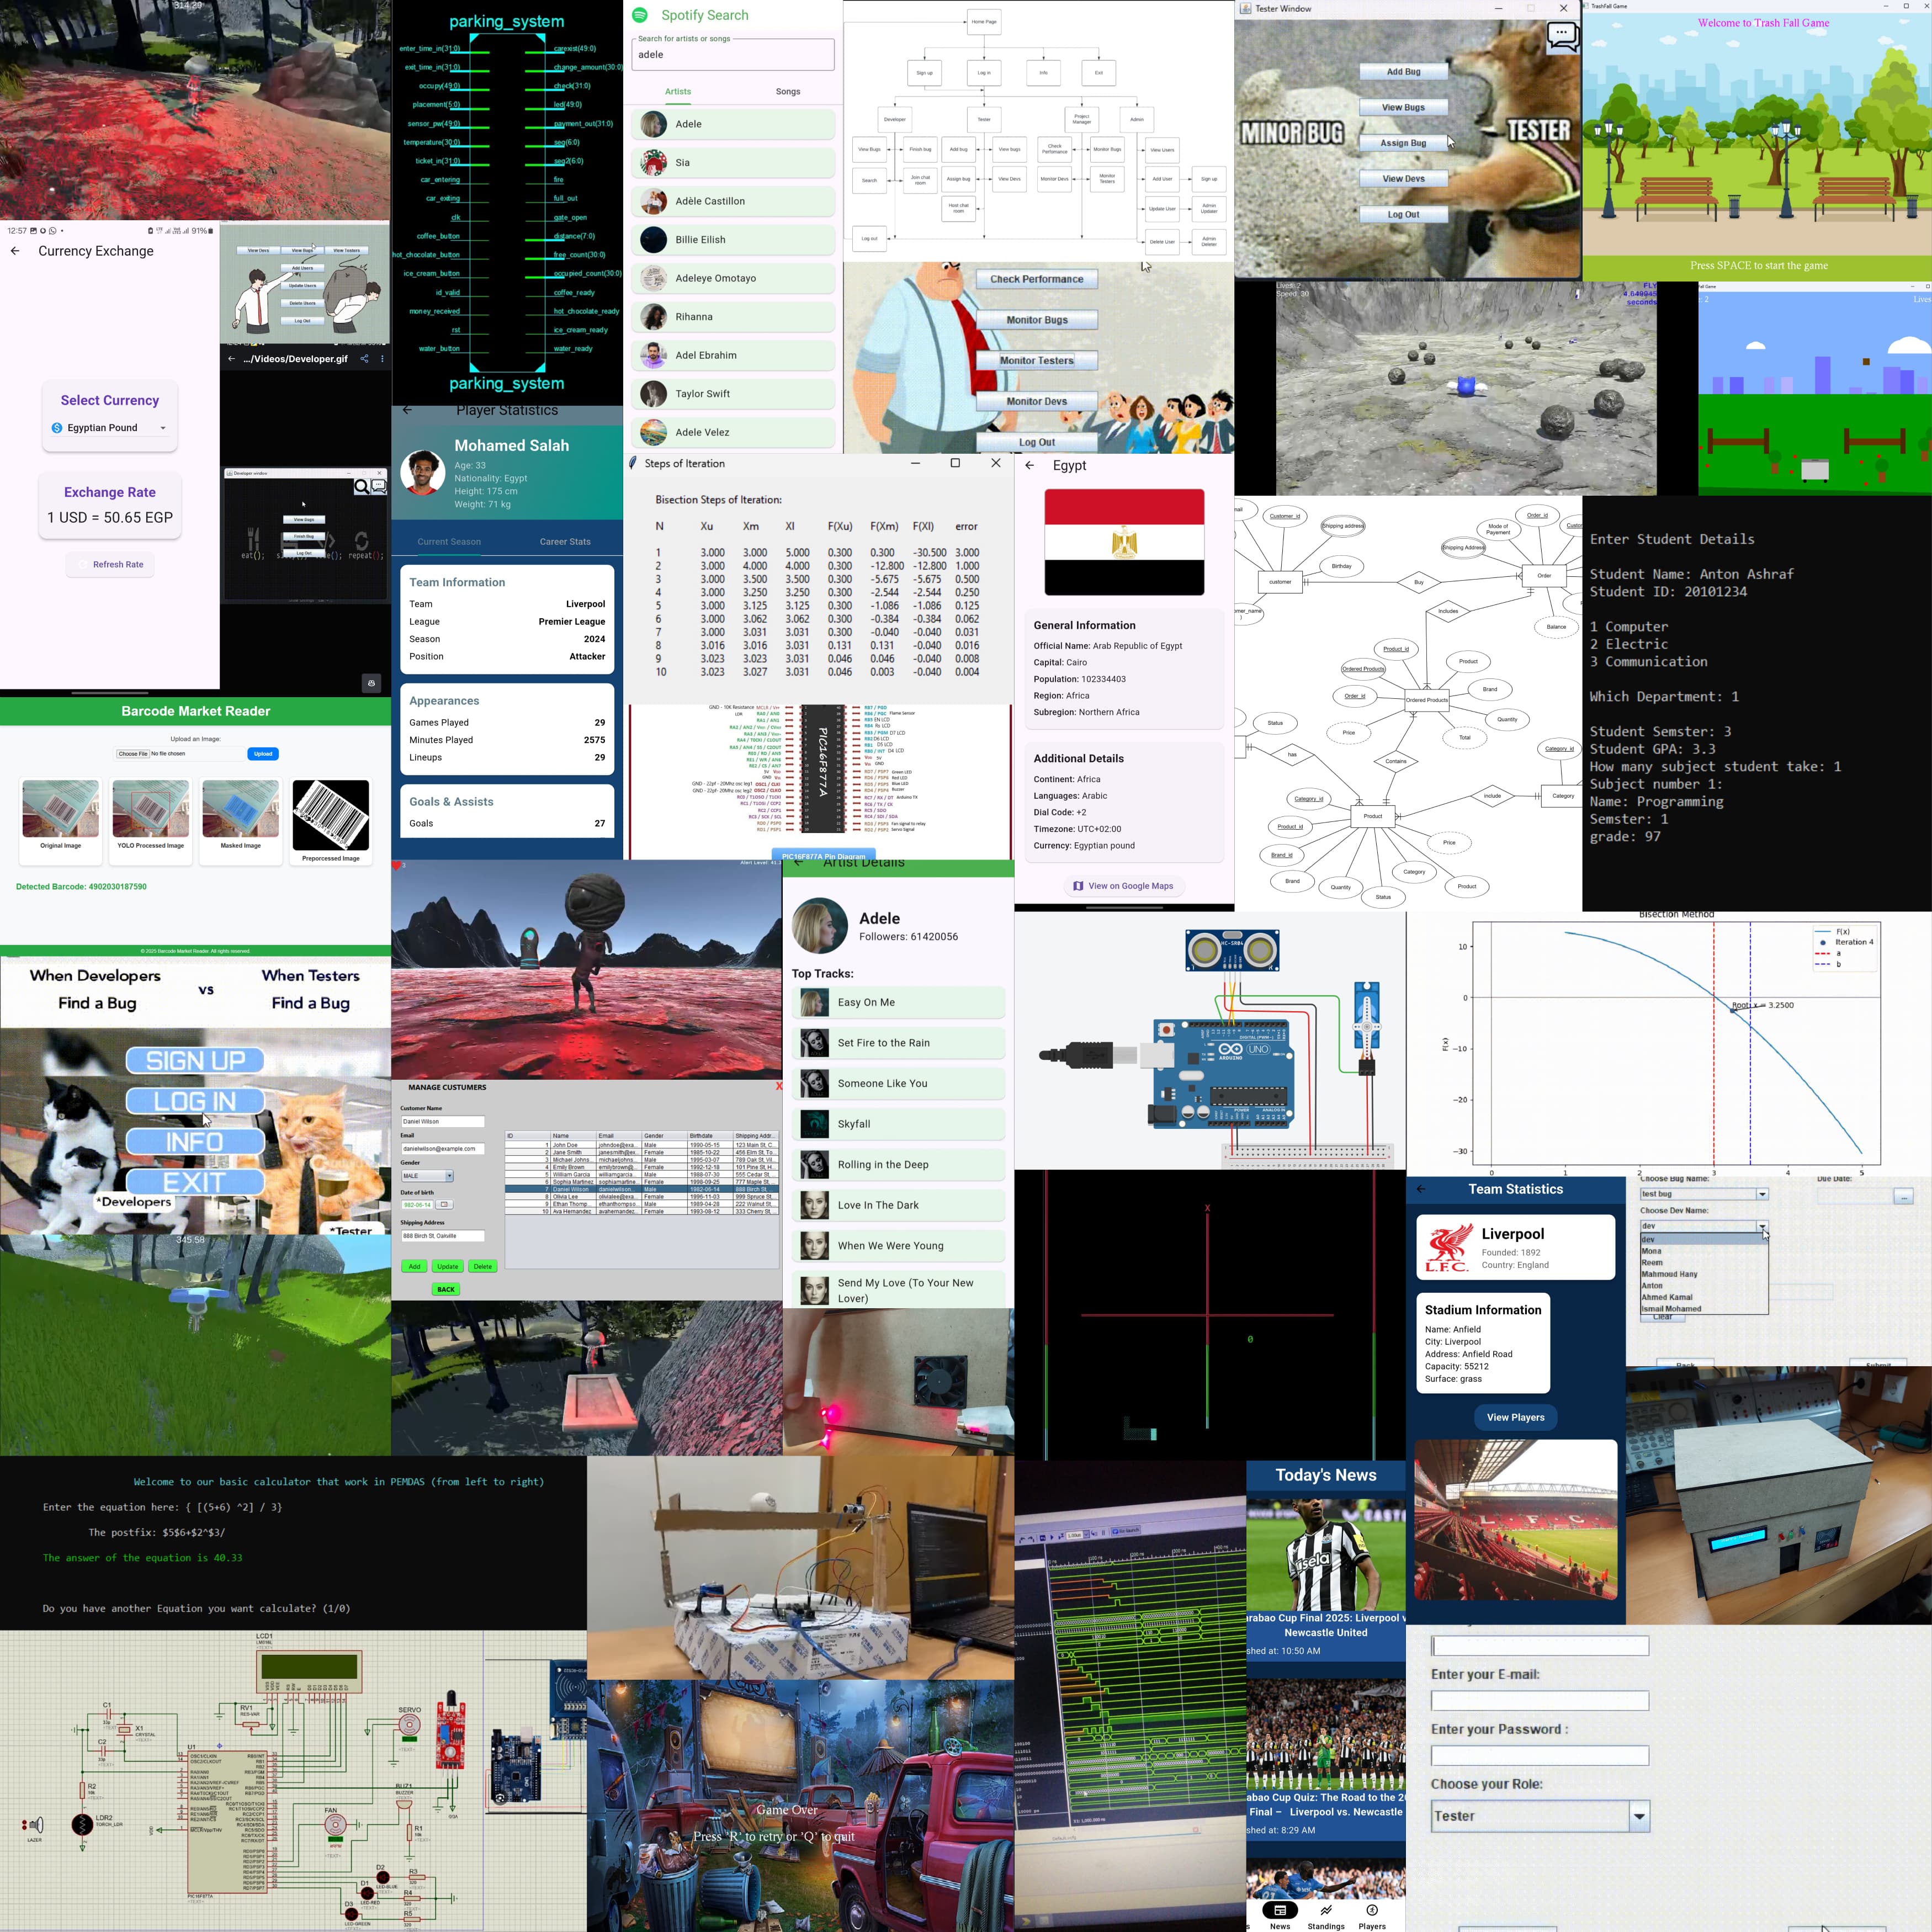 314.20
parking_system
enter_time_in(31:0)
exit_time_in(31:0)
occupy(49:0)
placement(5:0)
sensor_pw(49:0)
temperature(30:0)
ticket_in(31:0)
car_entering
car_exiting
clk
coffee_button
hot_chocolate_button
ice_cream_button
id_valid
money_received
rst
water_button
carexist(49:0)
change_amount(30:0)
check(31:0)
led(49:0)
payment_out(31:0)
seg(6:0)
seg2(6:0)
fire
full_out
gate_open
distance(7:0)
free_count(30:0)
occupied_count(30:0)
coffee_ready
hot_chocolate_ready
ice_cream_ready
water_ready
parking_system
Spotify Search
Search for artists or songs
adele
Artists
Songs
Adele
Sia
Adèle Castillon
Billie Eilish
Adeleye Omotayo
Rihanna
Adel Ebrahim
Taylor Swift
Adele Velez
Home Page
Sign up
Log in
Info
Exit
Developer
Tester
Project Manager
Admin
View Bugs
Finish bug
Add bug
View bugs
Check Performance
Monitor Bugs
View Users
Search
Join chat room
Assign bug
View Devs
Monitor Devs
Monitor Testers
Add User
Sign up
Host chat room
Update User
Admin Updater
Log out
Delete User
Admin Deleter
Tester Window
Add Bug
View Bugs
Assign Bug
View Devs
Log Out
MINOR BUG
TESTER
TrashFall Game
Welcome to Trash Fall Game
Press SPACE to start the game
12:57
91%
Currency Exchange
Select Currency
Egyptian Pound
Exchange Rate
1 USD = 50.65 EGP
Refresh Rate
View Devs
View Bugs
View Testers
Add Users
Update Users
Delete Users
Log Out
.../Videos/Developer.gif
Developer window
View Bugs
Finish Bug
Log Out
eat();
repeat();
Check Performance
Monitor Bugs
Monitor Testers
Monitor Devs
Log Out
Lives: 2
Speed: 30
FLY
4.649945
seconds
Fall Game
: 2
Lives
Player Statistics
Mohamed Salah
Age: 33
Nationality: Egypt
Height: 175 cm
Weight: 71 kg
Current Season
Career Stats
Team Information
Team
Liverpool
League
Premier League
Season
2024
Position
Attacker
Appearances
Games Played
29
Minutes Played
2575
Lineups
29
Goals & Assists
Goals
27
Steps of Iteration
Bisection Steps of Iteration:
N Xu Xm Xl F(Xu) F(Xm) F(Xl) error
1 3.000 3.000 5.000 0.300 0.300 -30.500 3.000
2 3.000 4.000 4.000 0.300 -12.800 -12.800 1.000
3 3.000 3.500 3.500 0.300 -5.675 -5.675 0.500
4 3.000 3.250 3.250 0.300 -2.544 -2.544 0.250
5 3.000 3.125 3.125 0.300 -1.086 -1.086 0.125
6 3.000 3.062 3.062 0.300 -0.384 -0.384 0.062
7 3.000 3.031 3.031 0.300 -0.040 -0.040 0.031
8 3.016 3.016 3.031 0.131 0.131 -0.040 0.016
9 3.023 3.023 3.031 0.046 0.046 -0.040 0.008
10 3.023 3.027 3.031 0.046 0.003 -0.040 0.004
PIC16F877A
PIC16F877A Pin Diagram
Egypt
General Information
Official Name: Arab Republic of Egypt
Capital: Cairo
Population: 102334403
Region: Africa
Subregion: Northern Africa
Additional Details
Continent: Africa
Languages: Arabic
Dial Code: +2
Timezone: UTC+02:00
Currency: Egyptian pound
View on Google Maps
Customer_id
Shipping address
Birthday
customer
Buy
Order_id
Mode of Payement
Shipping Address
Order
Includes
Balance
Product_id
Ordered Products
Product
Order_id
Ordered Products
Brand
Quantity
Price
Total
Status
has
Contains
Category_id
Include
Category
Category_id
Product_id
Product
Price
Brand_id
Brand
Quantity
Status
Category
Product
Enter Student Details
Student Name: Anton Ashraf
Student ID: 20101234
1 Computer
2 Electric
3 Communication
Which Department: 1
Student Semester: 3
Student GPA: 3.3
How many subject student take: 1
Subject number 1:
Name: Programming
Semster: 1
grade: 97
Barcode Market Reader
Upload an Image:
Choose File
No file chosen
Upload
Original Image
YOLO Processed Image
Masked Image
Preporcessed Image
Detected Barcode: 4902030187590
© 2025 Barcode Market Reader. All rights reserved.
When Developers
Find a Bug
vs
When Testers
Find a Bug
SIGN UP
LOG IN
INFO
EXIT
*Developers
*Tester
Artist Details
Adele
Followers: 61420056
Top Tracks:
Easy On Me
Set Fire to the Rain
Someone Like You
Skyfall
Rolling in the Deep
Love In The Dark
When We Were Young
Send My Love (To Your New
Lover)
MANAGE CUSTUMERS
X
Customer Name
Daniel Wilson
Email
danielwilson@example.com
Gender
MALE
Date of birth
982-06-14
Shipping Address
888 Birch St, Oakville
Add
Update
Delete
BACK
ID Name Email Gender Birthdate Shipping Addr...
1 John Doe johndoe@exa... Male 1990-05-15 123 Main St, C...
2 Jane Smith janesmith@ex... Female 1985-10-22 456 Elm St, To...
3 Michael Johns... michaeljohns... Male 1995-03-07 789 Oak St, Vil...
4 Emily Brown emilybrown@... Female 1992-12-18 101 Pine St, H...
5 William Garcia williamgarcia... Male 1988-07-30 555 Cedar St...
6 Sophia Martinez sophiamartine... Female 1998-09-25 777 Maple St...
7 Daniel Wilson danielwilson... Male 1982-06-14 888 Birch St,...
8 Olivia Lee olivialee@exa... Female 1996-11-03 999 Spruce St...
9 Ethan Thomp... ethanthompso... Male 1989-04-28 222 Walnut St...
10 Ava Hernandez avahernandez... Female 1993-08-12 333 Cherry St...
HC-SR04
ARDUINO
UNO
Bisection Method
F(x)
Iteration 4
a
b
Root: x = 3.2500
F(x)
10
0
−10
−20
−30
0 1 2 3 4 5
X
0
Team Statistics
Liverpool
Founded: 1892
Country: England
L.F.C.
Stadium Information
Name: Anfield
City: Liverpool
Address: Anfield Road
Capacity: 55212
Surface: grass
View Players
Choose Bug Name:
test bug
Due Date:
Choose Dev Name:
dev
dev
Mona
Reem
Mahmoud Hany
Anton
Ahmed Kamal
Ismail Mohamed
Clear
Back
Submit
345.58
Welcome to our basic calculator that work in PEMDAS (from left to right)
Enter the equation here: { [(5+6) ^2] / 3}
The postfix: $5$6+$2^$3/
The answer of the equation is 40.33
Do you have another Equation you want calculate? (1/0)
LCD1
C1
C2
X1
CRYSTAL
RV1
U1
R2
LDR2
TORCH_LDR
LAZER
SERVO
FAN
BUZ1
BUZZER
R1
D2
LED-BLUE
D1
LED-RED
D3
LED-GREEN
R3
R4
R5
PIC16F877A
Game Over
Press 'R' to retry or 'Q' to quit
Today's News
sela
arabao Cup Final 2025: Liverpool v
Newcastle United
shed at: 10:50 AM
abao Cup Quiz: The Road to the 20
Final – Liverpool vs. Newcastle
shed at: 8:29 AM
News
Standings
Players
Enter your E-mail:
Enter your Password :
Choose your Role:
Tester